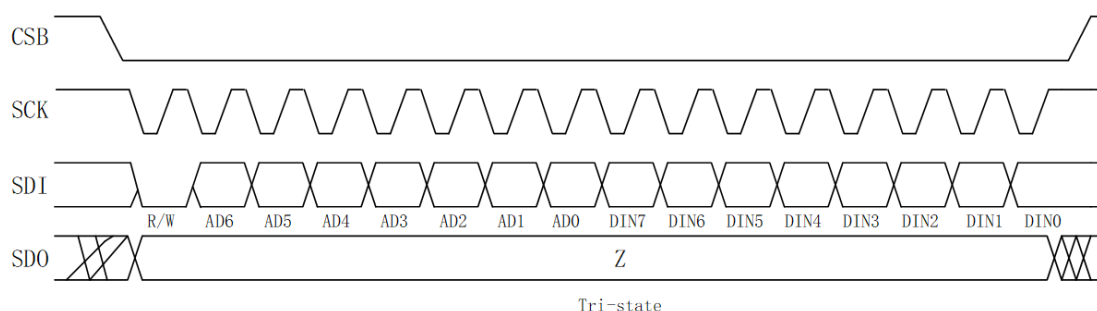 CSB
SCK
SDI
R/W AD6 AD5 AD4 AD3 AD2 AD1 AD0 DIN7 DIN6 DIN5 DIN4 DIN3 DIN2 DIN1 DIN0
SDO Z
Tri-state